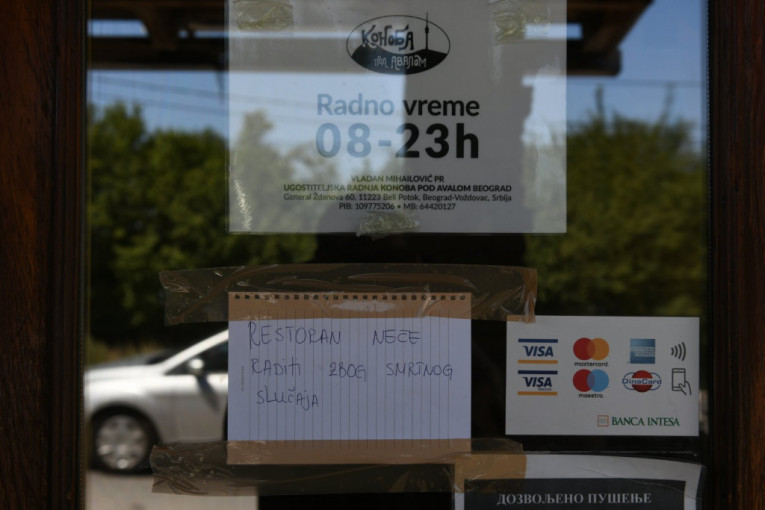 КОНОБА
ПОД АВАЛОМ
Radno vreme
08-23h
VLADAN MIHAILOVIĆ PR
UGOSTITELJSKA RADNJA KONOBA POD AVALOM BEOGRAD
General Ždanova 60, 11223 Beli Potok, Beograd-Voždovac, Srbija
PIB: 109775206 • MB: 64420127
RESTORAN NEĆE
RADITI ZBOG SMRTNOG
SLUČAJA
VISA
mastercard
VISA
maestro
DinaCard
BANCA INTESA
ДОЗВОЉЕНО ПУШЕЊЕ